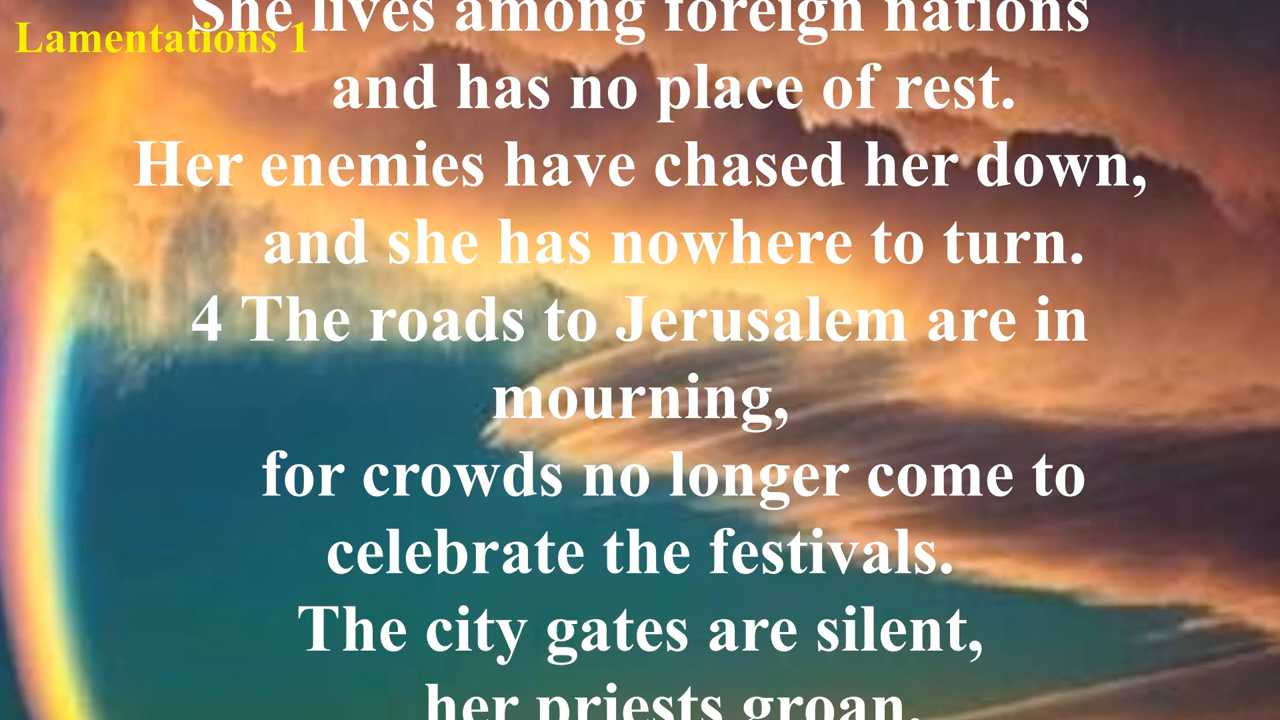 Lamentations 1
She lives among foreign nations
and has no place of rest.
Her enemies have chased her down,
and she has nowhere to turn.
4 The roads to Jerusalem are in
mourning,
for crowds no longer come to
celebrate the festivals.
The city gates are silent,
her priests groan,